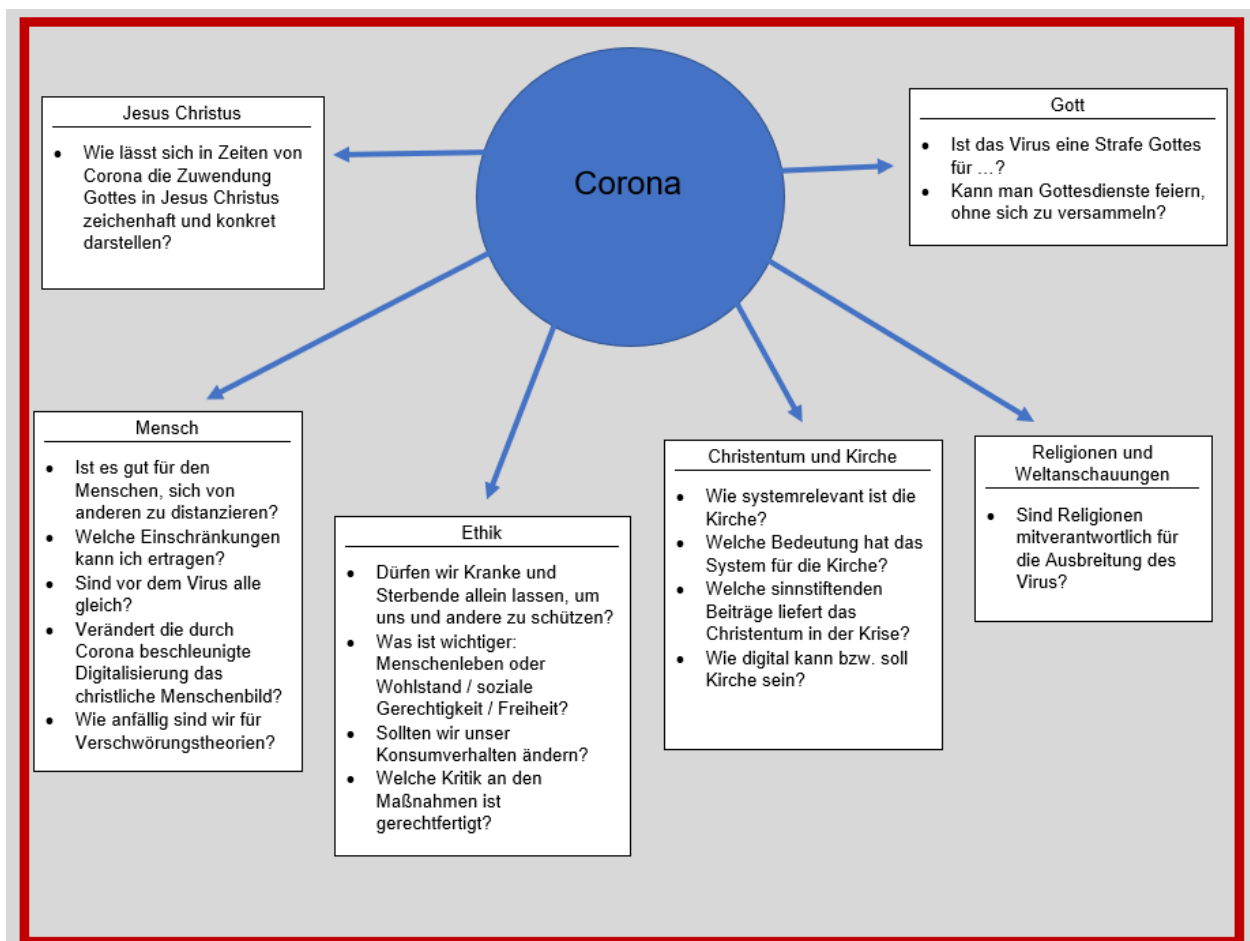 Corona
Jesus Christus
• Wie lässt sich in Zeiten von
Corona die Zuwendung
Gottes in Jesus Christus
zeichenhaft und konkret
darstellen?
Gott
• Ist das Virus eine Strafe Gottes
für …?
• Kann man Gottesdienste feiern,
ohne sich zu versammeln?
Mensch
• Ist es gut für den
Menschen, sich von
anderen zu distanzieren?
• Welche Einschränkungen
kann ich ertragen?
• Sind vor dem Virus alle
gleich?
• Verändert die durch
Corona beschleunigte
Digitalisierung das
christliche Menschenbild?
• Wie anfällig sind wir für
Verschwörungstheorien?
Ethik
• Dürfen wir Kranke und
Sterbende allein lassen, um
uns und andere zu schützen?
• Was ist wichtiger:
Menschenleben oder
Wohlstand / soziale
Gerechtigkeit / Freiheit?
• Sollten wir unser
Konsumverhalten ändern?
• Welche Kritik an den
Maßnahmen ist
gerechtfertigt?
Christentum und Kirche
• Wie systemrelevant ist die
Kirche?
• Welche Bedeutung hat das
System für die Kirche?
• Welche sinnstiftenden
Beiträge liefert das
Christentum in der Krise?
• Wie digital kann bzw. soll
Kirche sein?
Religionen und
Weltanschauungen
• Sind Religionen
mitverantwortlich für
die Ausbreitung des
Virus?